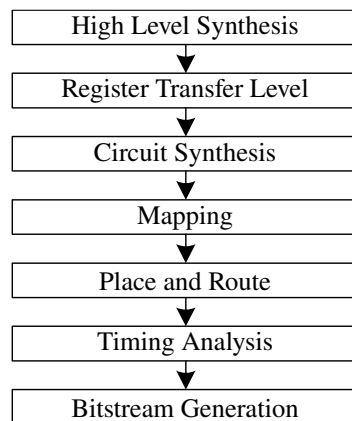 High Level Synthesis
Register Transfer Level
Circuit Synthesis
Mapping
Place and Route
Timing Analysis
Bitstream Generation